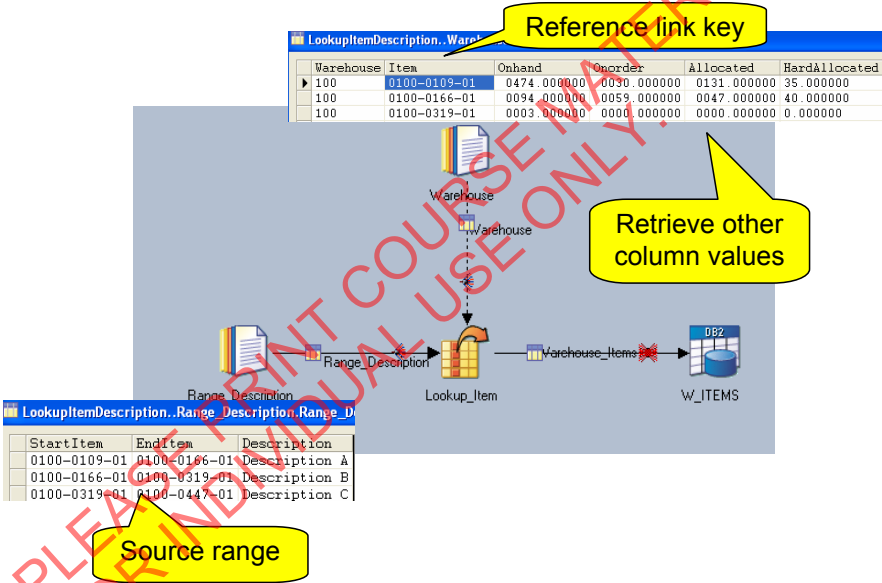 Reference link key
LookupItemDescription..Wareh
Warehouse Item Onhand Onorder Allocated HardAllocated
100 0100-0109-01 0474.000000 0030.000000 0131.000000 35.000000
100 0100-0166-01 0094.000000 0059.000000 0047.000000 40.000000
100 0100-0319-01 0003.000000 0000.000000 0000.000000 0.000000
Warehouse
Warehouse
Retrieve other
column values
DB2
Range_Description
Warehouse_Items
Range_Description
Lookup_Item
W_ITEMS
LookupItemDescription..Range_Description.Range_D
StartItem EndItem Description
0100-0109-01 0100-0166-01 Description A
0100-0166-01 0100-0319-01 Description B
0100-0319-01 0100-0447-01 Description C
Source range
PLEASE PRINT COURSE MATER
OR INDIVIDUAL USE ONLY.